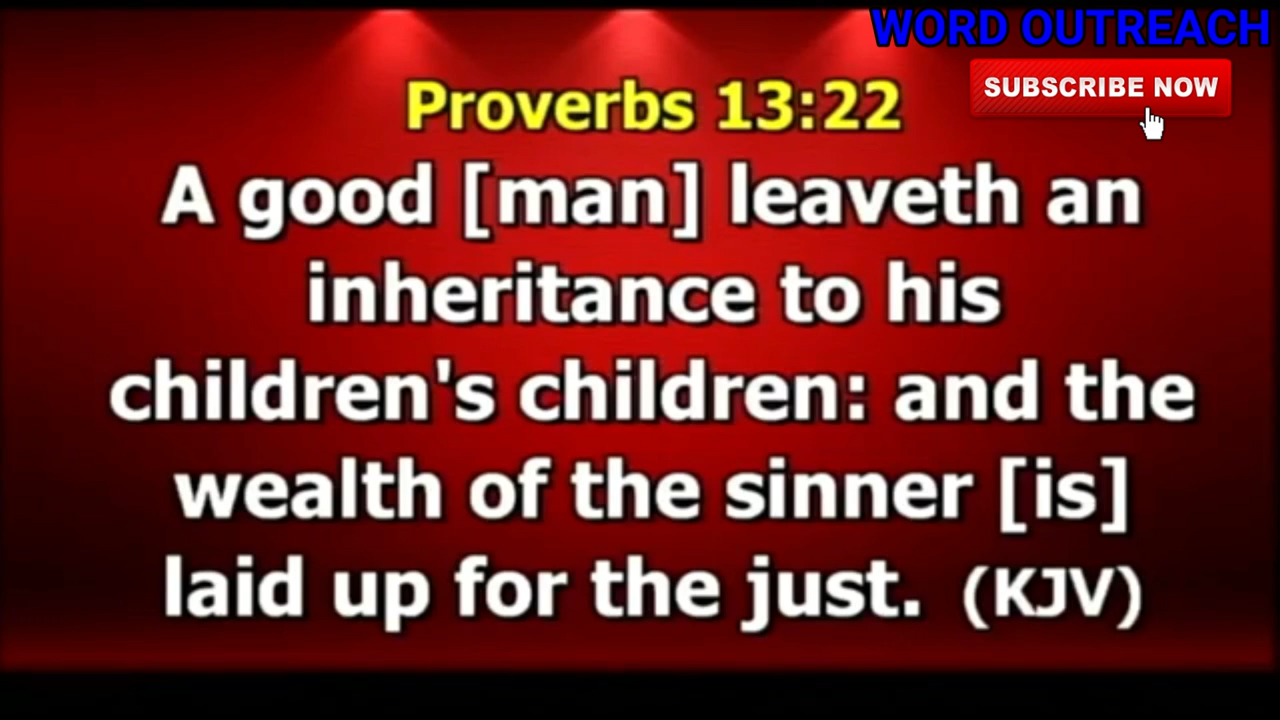 WORD OUTREACH
SUBSCRIBE NOW
Proverbs 13:22
A good [man] leaveth an
inheritance to his
children's children: and the
wealth of the sinner [is]
laid up for the just. (KJV)